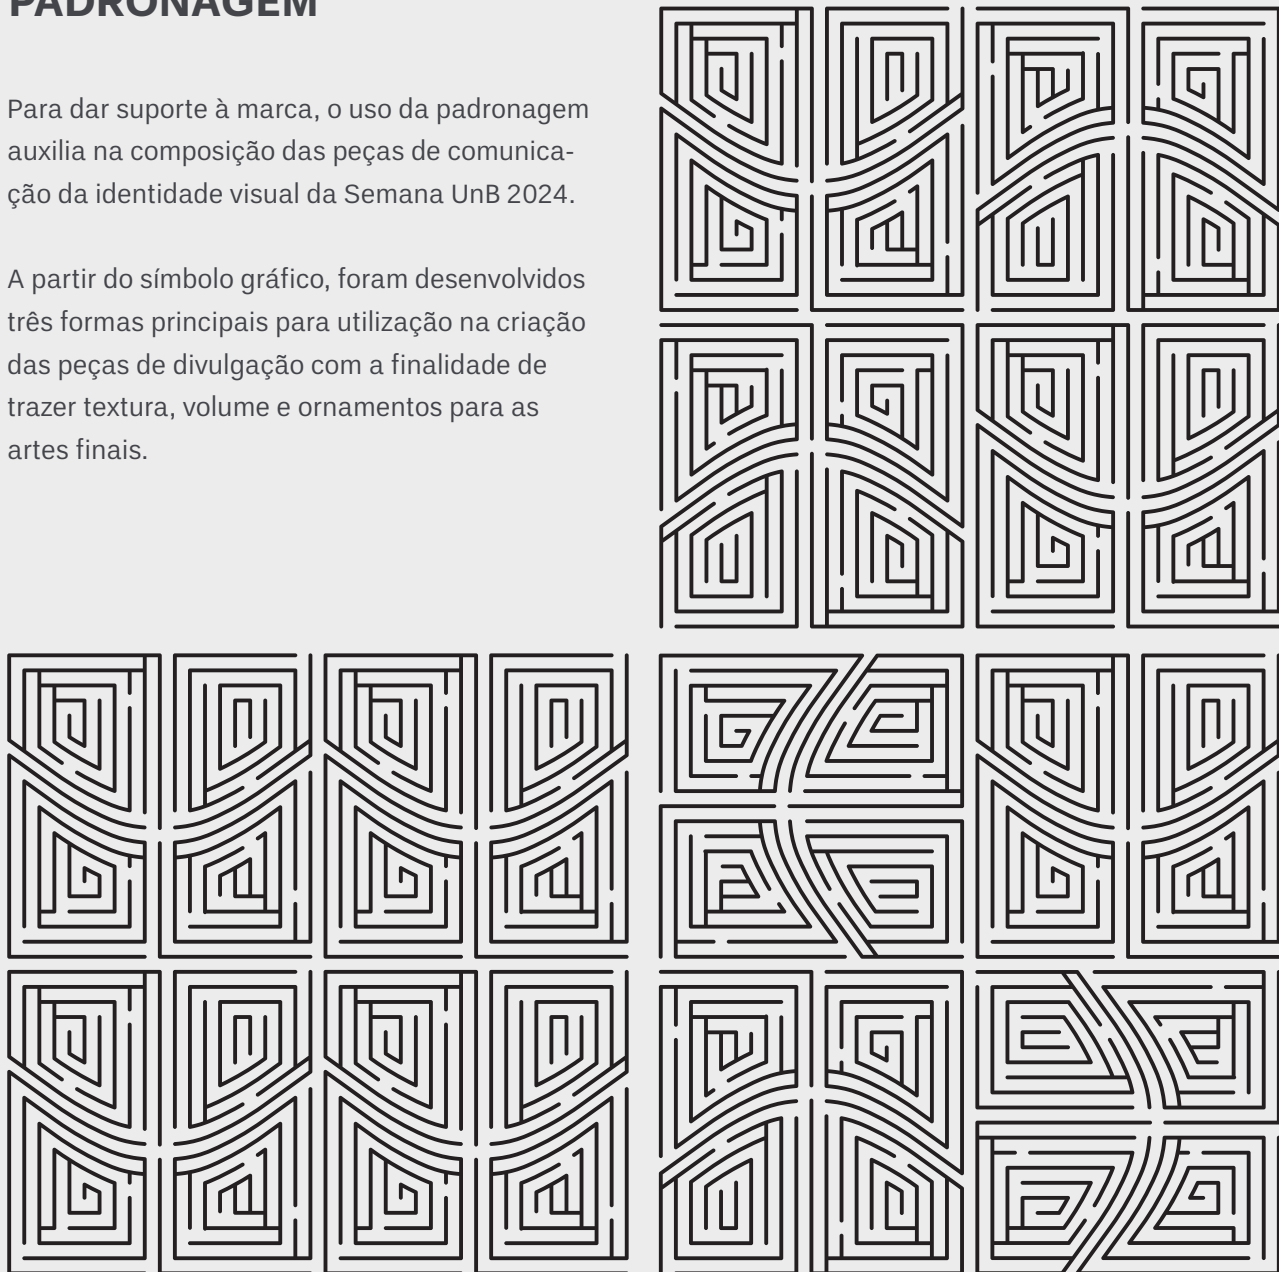 PADRONAGEM
Para dar suporte à marca, o uso da padronagem
auxilia na composição das peças de comunica-
ção da identidade visual da Semana UnB 2024.
A partir do símbolo gráfico, foram desenvolvidos
três formas principais para utilização na criação
das peças de divulgação com a finalidade de
trazer textura, volume e ornamentos para as
artes finais.